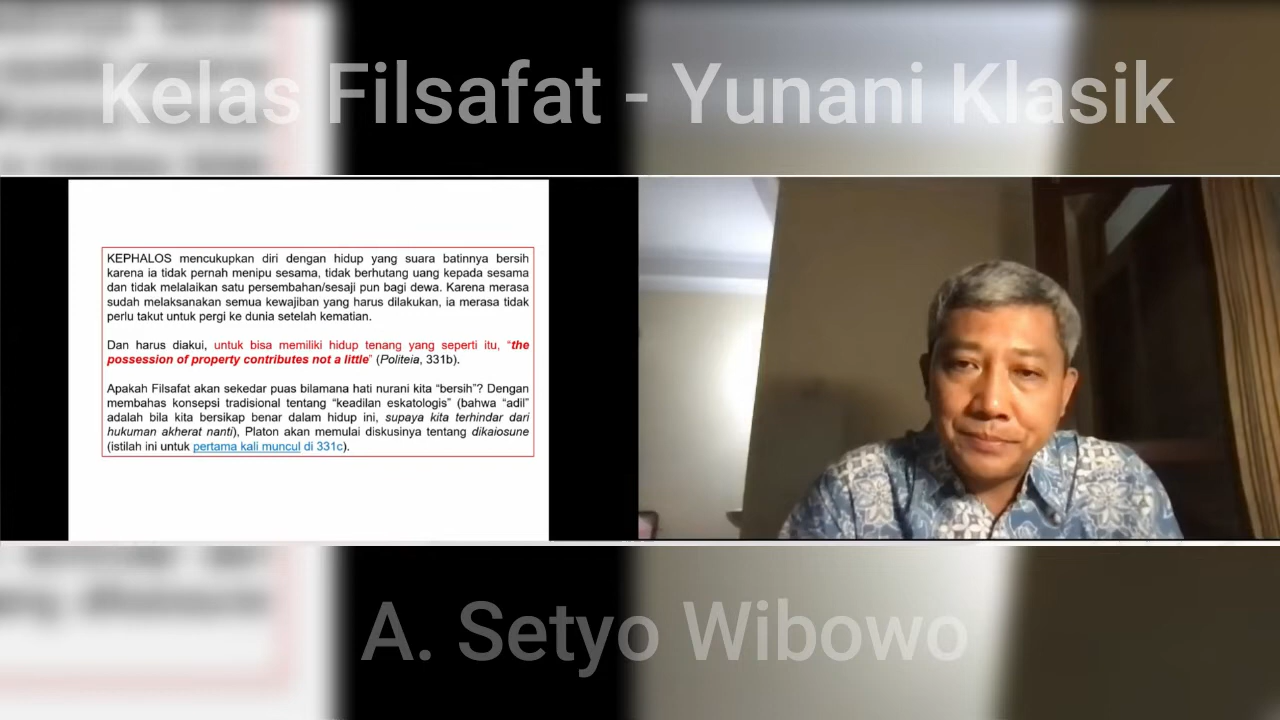 Kelas Filsafat - Yunani Klasik
KEPHALOS mencukupkan diri dengan hidup yang suara batinnya bersih
karena ia tidak pernah menipu sesama, tidak berhutang uang kepada sesama
dan tidak melalaikan satu persembahan/sesaji pun bagi dewa. Karena merasa
sudah melaksanakan semua kewajiban yang harus dilakukan, ia merasa tidak
perlu takut untuk pergi ke dunia setelah kematian.
Dan harus diakui, untuk bisa memiliki hidup tenang yang seperti itu, “the
possession of property contributes not a little” (Politeia, 331b).
Apakah Filsafat akan sekedar puas bilamana hati nurani kita “bersih”? Dengan
membahas konsepsi tradisional tentang “keadilan eskatologis” (bahwa “adil”
adalah bila kita bersikap benar dalam hidup ini, supaya kita terhindar dari
hukuman akherat nanti), Platon akan memulai diskusinya tentang dikaiosune
(istilah ini untuk pertama kali muncul di 331c).
A. Setyo Wibowo